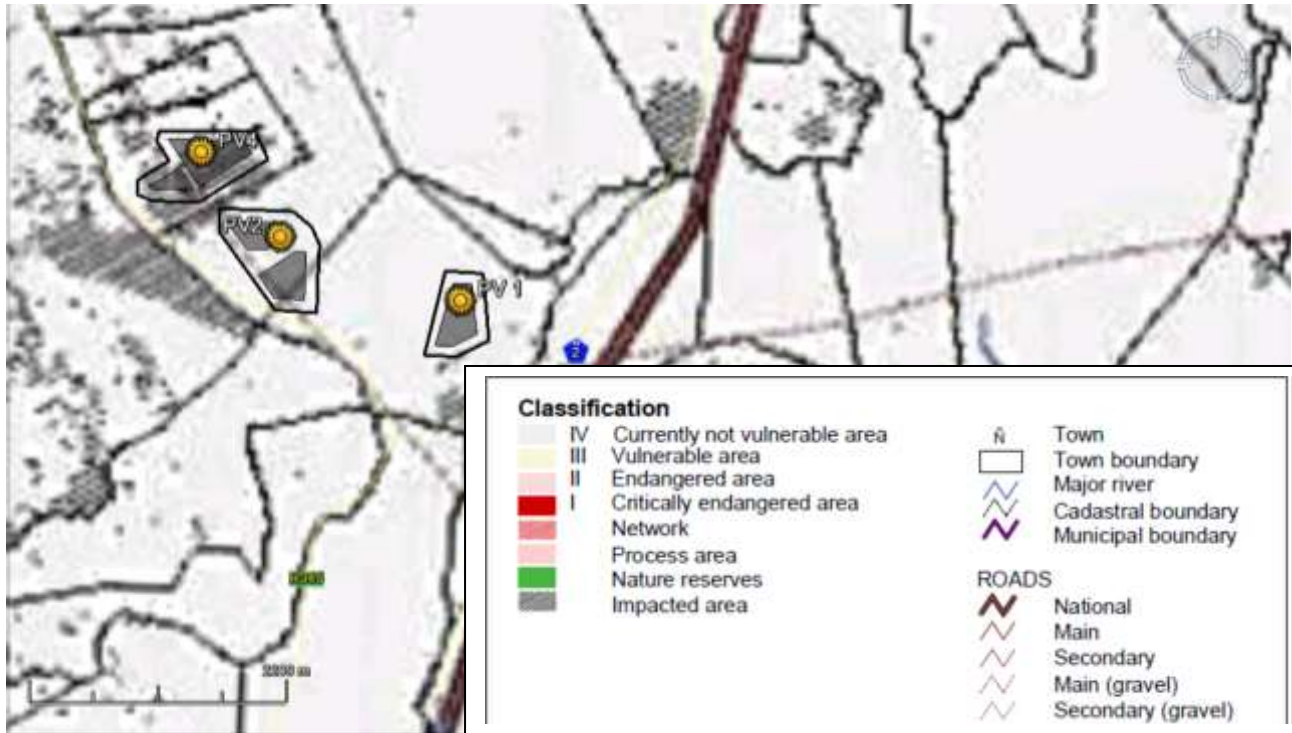 N
PV4
PV2
PV 1
2
Classification
IV Currently not vulnerable area
III Vulnerable area
II Endangered area
I Critically endangered area
Network
Process area
Nature reserves
Impacted area
Ñ Town
Town boundary
Major river
Cadastral boundary
Municipal boundary
ROADS
National
Main
Secondary
Main (gravel)
Secondary (gravel)